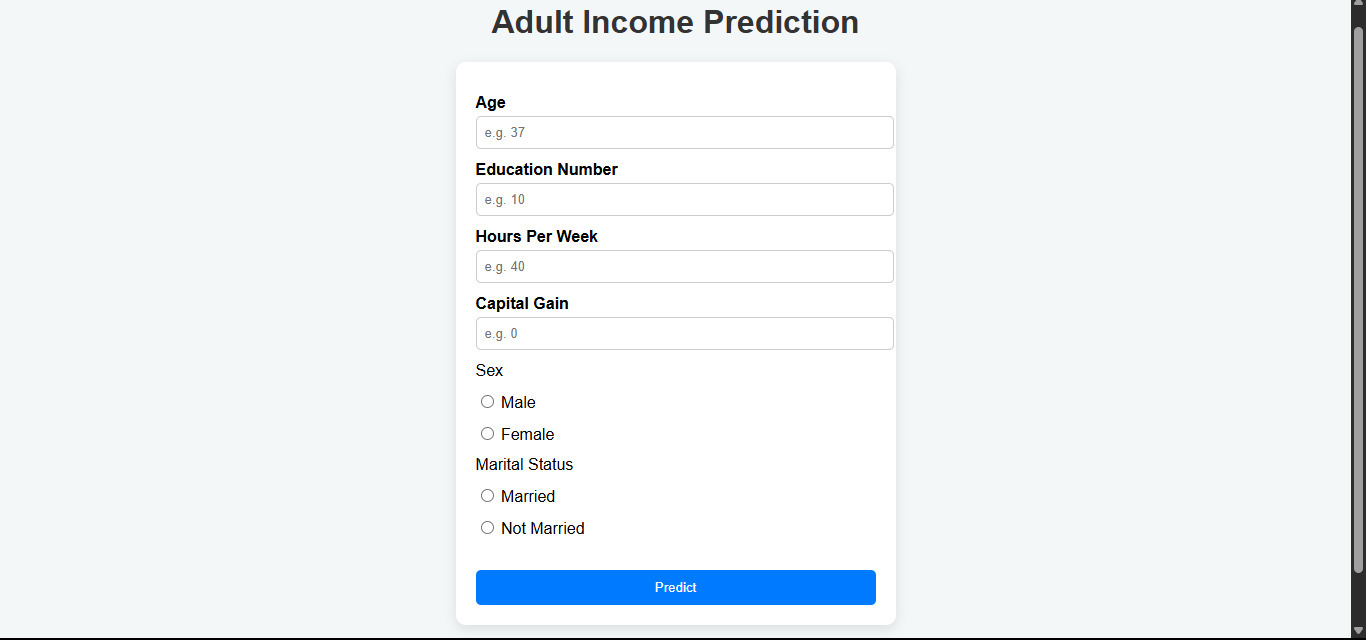 Adult Income Prediction
Age
e.g. 37
Education Number
e.g. 10
Hours Per Week
e.g. 40
Capital Gain
e.g. 0
Sex
Male
Female
Marital Status
Married
Not Married
Predict